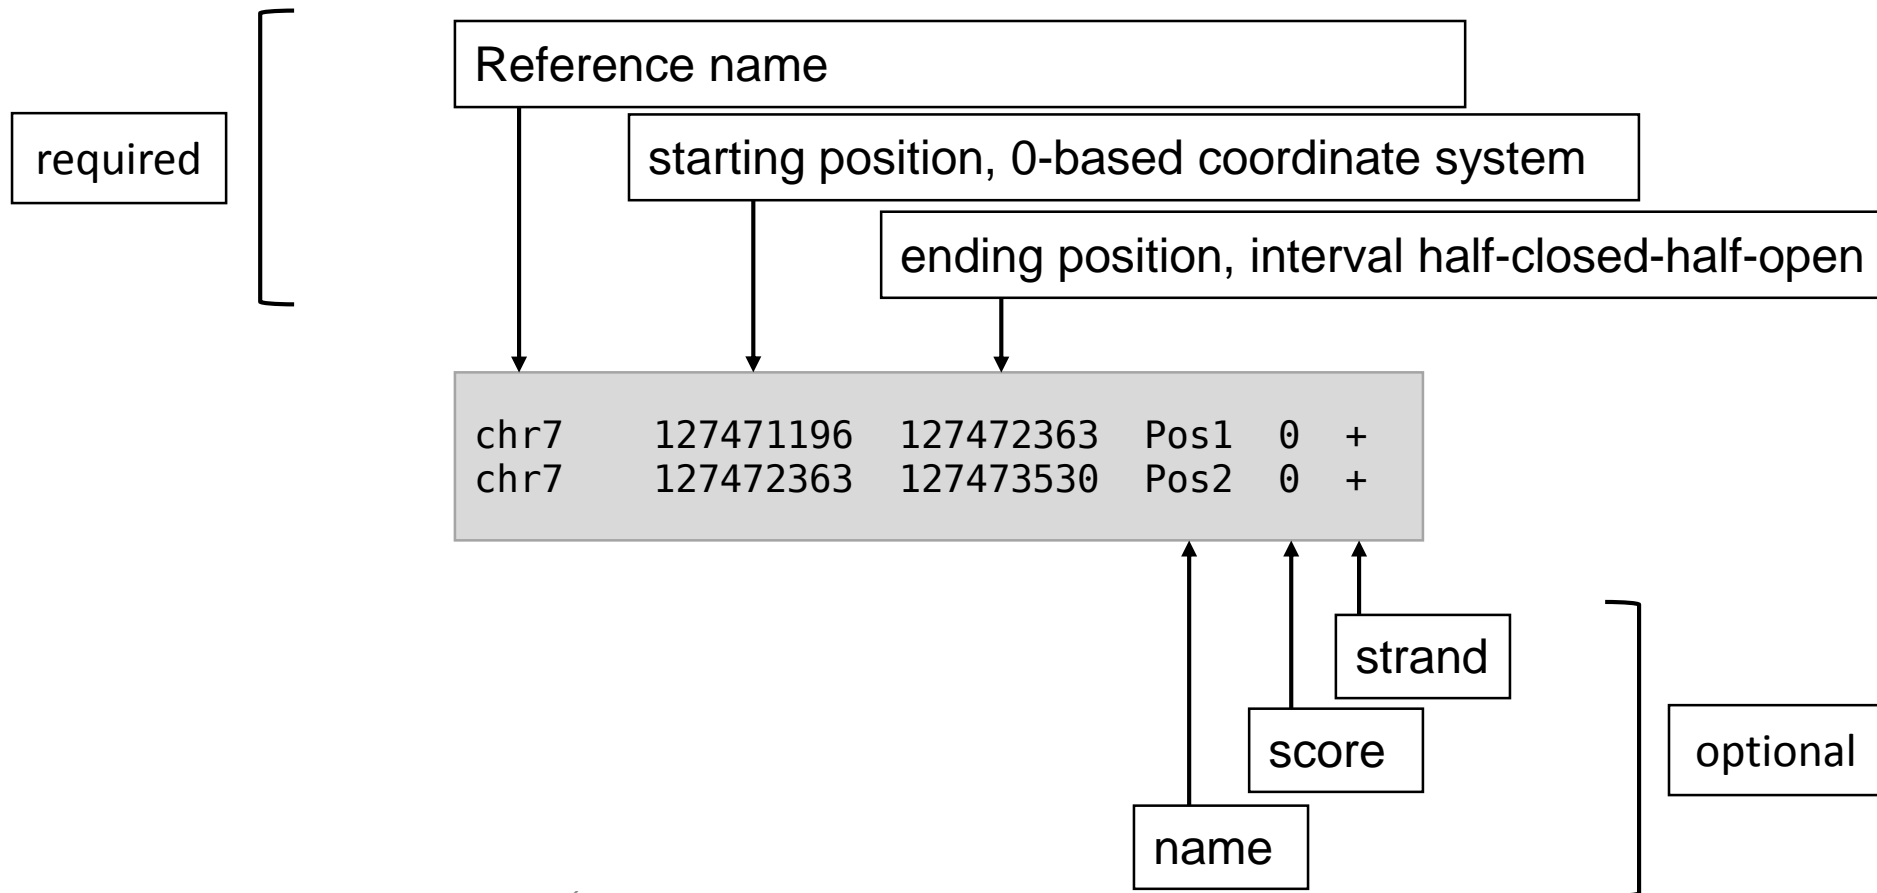 Reference name
required
starting position, 0-based coordinate system
ending position, interval half-closed-half-open
chr7 127471196 127472363 Pos1 0 +
chr7 127472363 127473530 Pos2 0 +
strand
score
optional
name